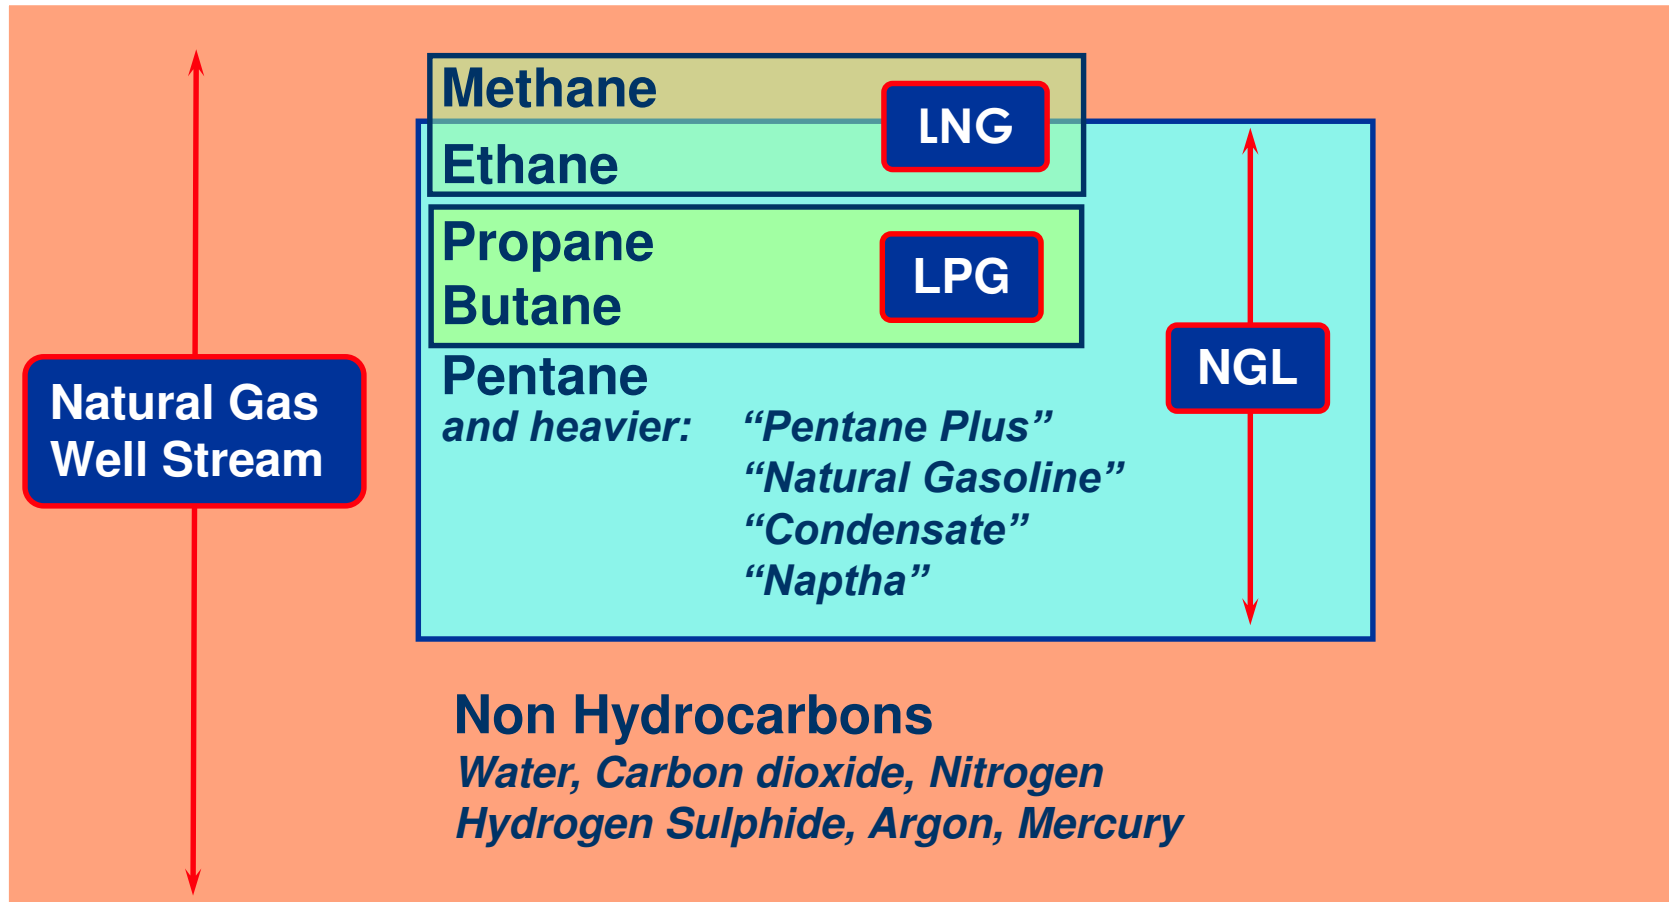 Methane
LNG
Ethane
Propane
LPG
Butane
NGL
Pentane
Natural Gas
Well Stream
and heavier: “Pentane Plus”
“Natural Gasoline”
“Condensate”
“Naptha”
Non Hydrocarbons
Water, Carbon dioxide, Nitrogen
Hydrogen Sulphide, Argon, Mercury